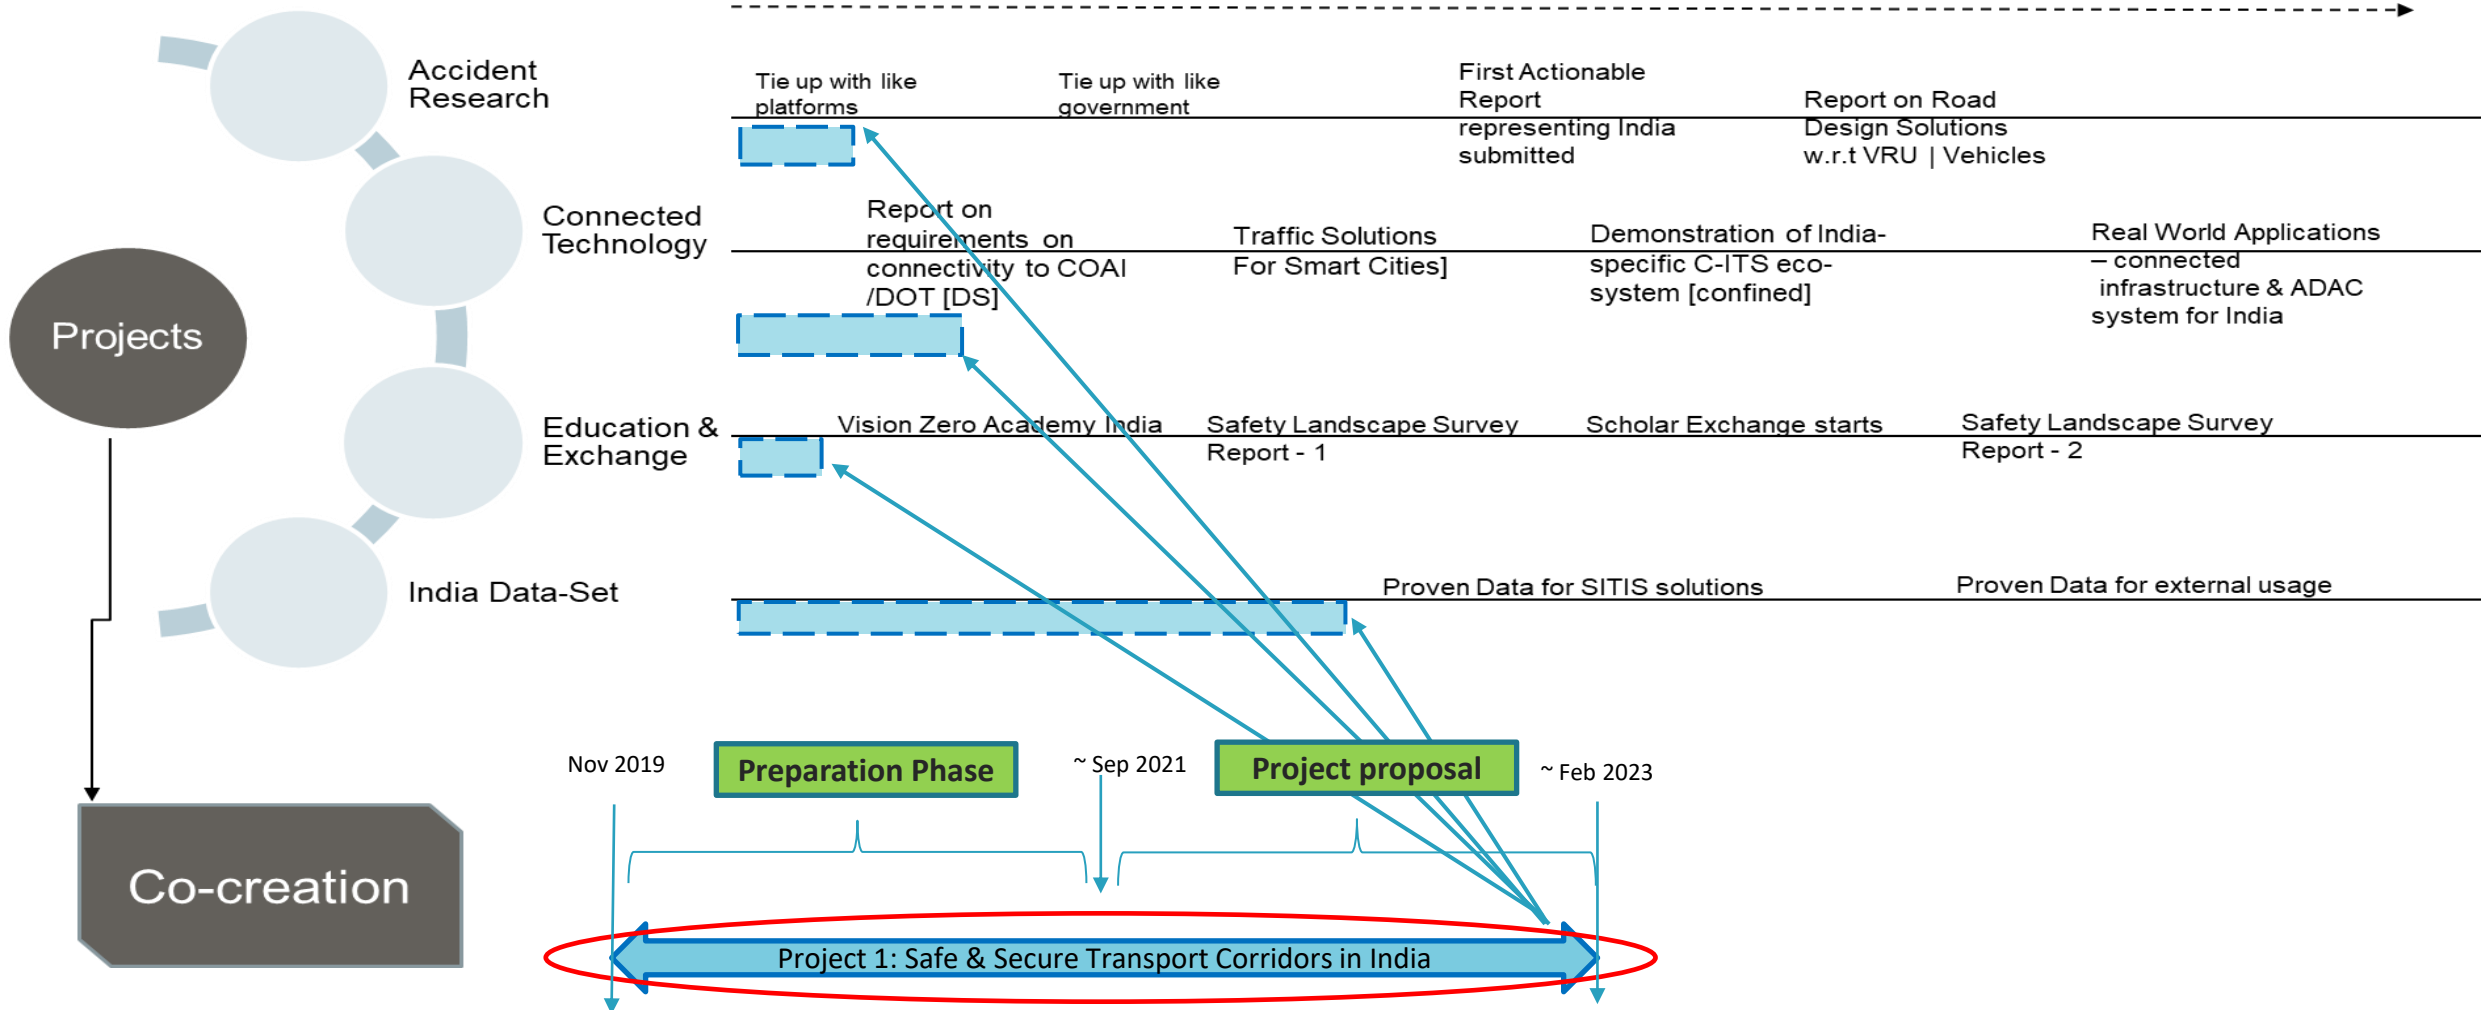 Accident
Research
Tie up with like
platforms
Tie up with like
government
First Actionable
Report
representing India
submitted
Report on Road
Design Solutions
w.r.t VRU | Vehicles
Connected
Technology
Report on
requirements on
connectivity to COAI
/DOT [DS]
Traffic Solutions
For Smart Cities]
Demonstration of India-
specific C-ITS eco-
system [confined]
Real World Applications
– connected
infrastructure & ADAC
system for India
Projects
Education &
Exchange
Vision Zero Academy India
Safety Landscape Survey
Report - 1
Scholar Exchange starts
Safety Landscape Survey
Report - 2
India Data-Set
Proven Data for SITIS solutions
Proven Data for external usage
Nov 2019
Preparation Phase
~ Sep 2021
Project proposal
~ Feb 2023
Co-creation
Project 1: Safe & Secure Transport Corridors in India